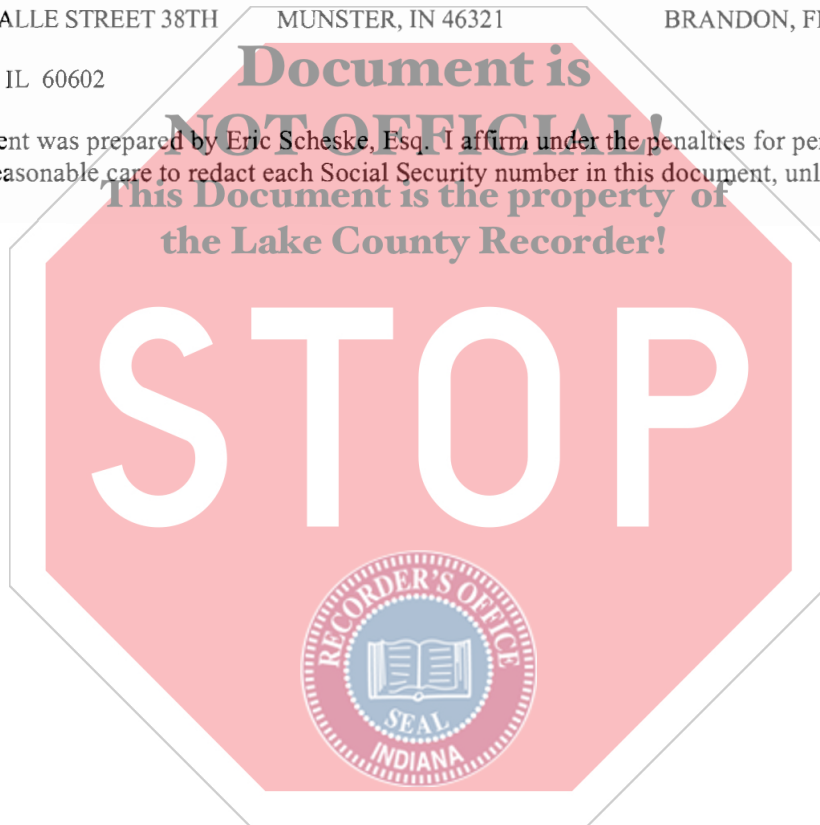 ALLE STREET 38TH MUNSTER, IN 46321 BRANDON, F
IL 60602
Document is
NOT OFFICIAL!
ent was prepared by Eric Scheske, Esq. I affirm under the penalties for pe
easonable care to redact each Social Security number in this document, unl
This Document is the property of
the Lake County Recorder!
STOP
RECORDER'S OFFICE
SEAL
INDIANA